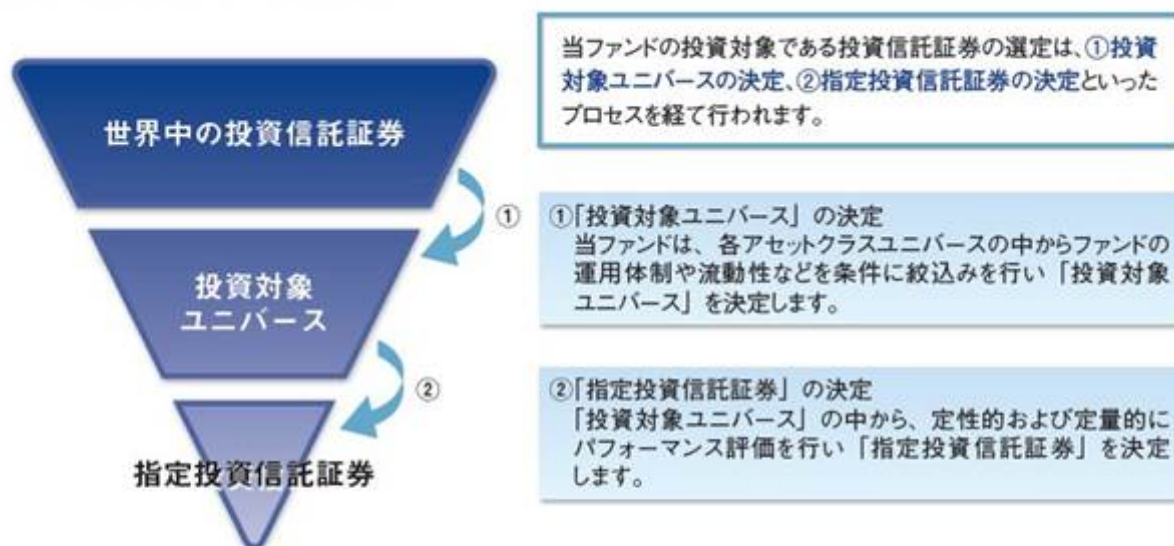 世界中の投資信託証券
①
投資対象
ユニバース
②
指定投資信託証券
当ファンドの投資対象である投資信託証券の選定は、①投資
対象ユニバースの決定、②指定投資信託証券の決定といった
プロセスを経て行われます。
①「投資対象ユニバース」の決定
当ファンドは、各アセットクラスユニバースの中からファンドの
運用体制や流動性などを条件に絞込みを行い「投資対象
ユニバース」を決定します。
②「指定投資信託証券」の決定
「投資対象ユニバース」の中から、定性的および定量的に
パフォーマンス評価を行い「指定投資信託証券」を決定
します。